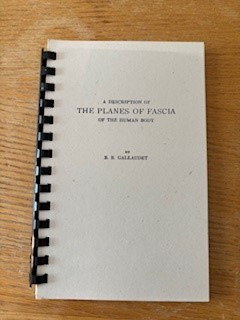 A DESCRIPTION OF
THE PLANES OF FASCIA
OF THE HUMAN BODY
BY
B. B. GALLAUDET